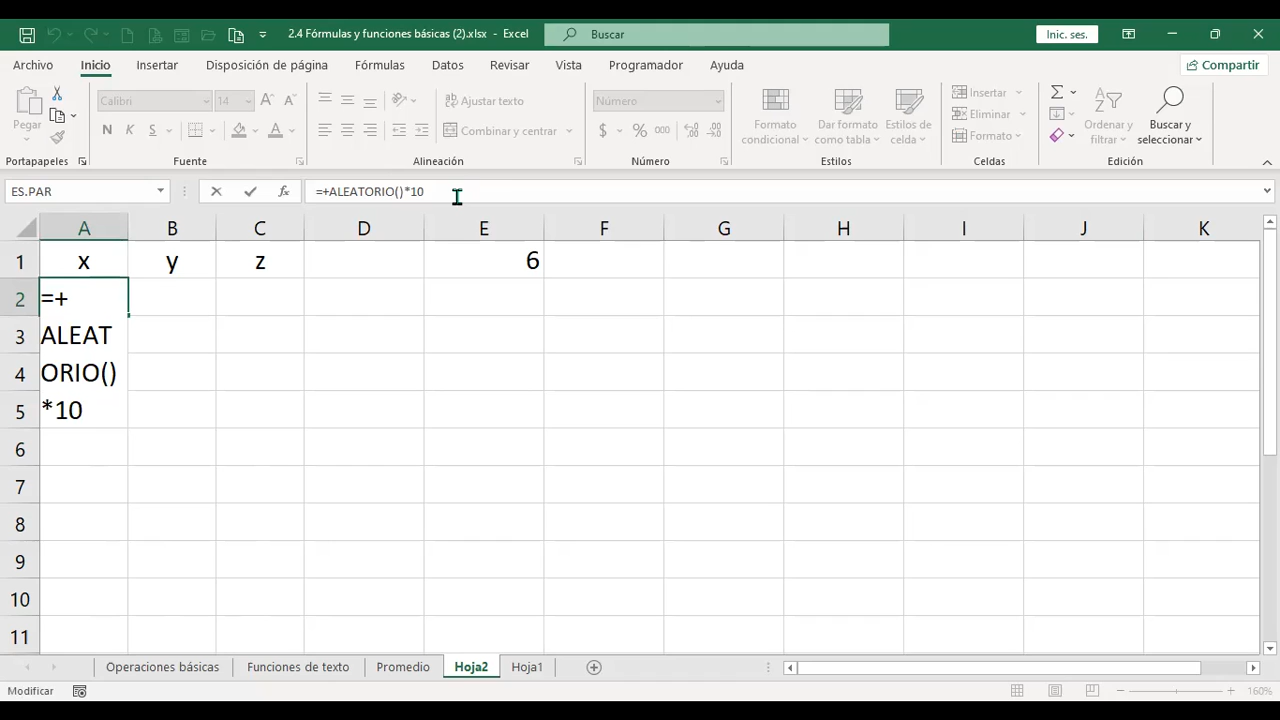 2.4 Fórmulas y funciones básicas (2).xlsx - Excel
Buscar
Inic. ses.
Archivo Inicio Insertar Disposición de página Fórmulas Datos Revisar Vista Programador Ayuda
Compartir
Pegar
Portapapeles
Calibri 14
N K S
Fuente
Ajustar texto
Combinar y centrar
Alineación
Número
$ % 000
Número
Formato condicional
Dar formato como tabla
Estilos de celda
Estilos
Insertar
Eliminar
Formato
Celdas
Ordenar y filtrar
Buscar y seleccionar
Edición
ES.PAR
fx
=+ALEATORIO()*10
A B C D E F G H I J K
1 x y z 6
2 =+
3 ALEAT
4 ORIO()
5 *10
6
7
8
9
10
11
Operaciones básicas Funciones de texto Promedio Hoja2 Hoja1
Modificar
160%